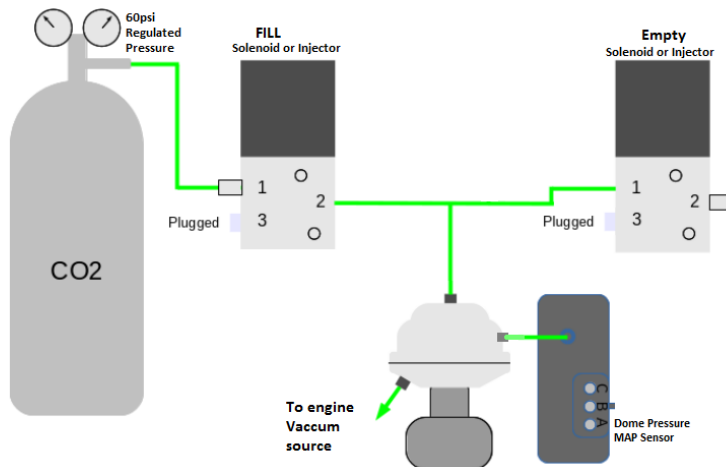 60psi
Regulated
Pressure
FILL
Solenoid or Injector
Empty
Solenoid or Injector
1
2
3
Plugged
1
2
3
Plugged
CO2
To engine
Vaccum
source
C
B
A
Dome Pressure
MAP Sensor